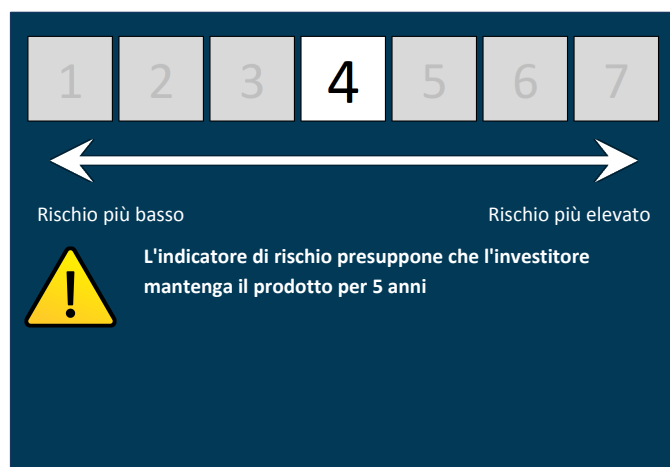 1 2 3 4 5 6 7
Rischio più basso Rischio più elevato
L'indicatore di rischio presuppone che l'investitore
mantenga il prodotto per 5 anni